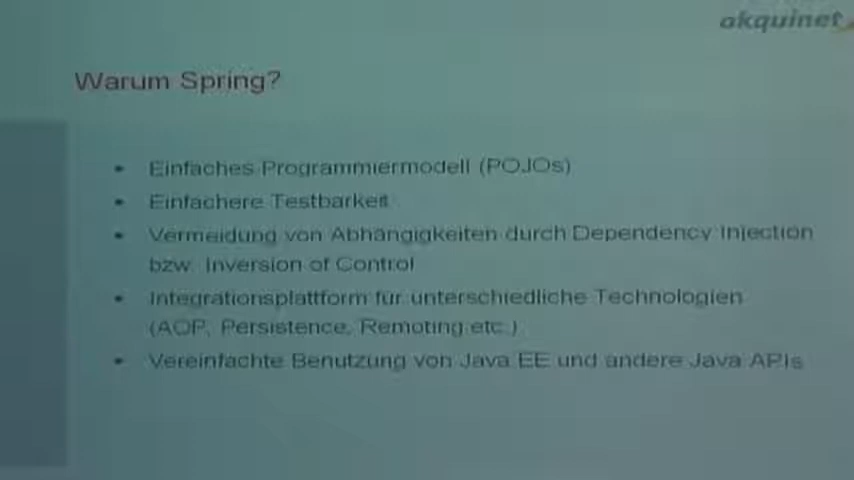 akquinet
Warum Spring?
• Einfaches Programmiermodell (POJOs)
• Einfachere Testbarkeit
• Vermeidung von Abhängigkeiten durch Dependency Injection
bzw. Inversion of Control
• Integrationsplattform für unterschiedliche Technologien
(AOP, Persistence, Remoting etc.)
• Vereinfachte Benutzung von Java EE und andere Java APIs